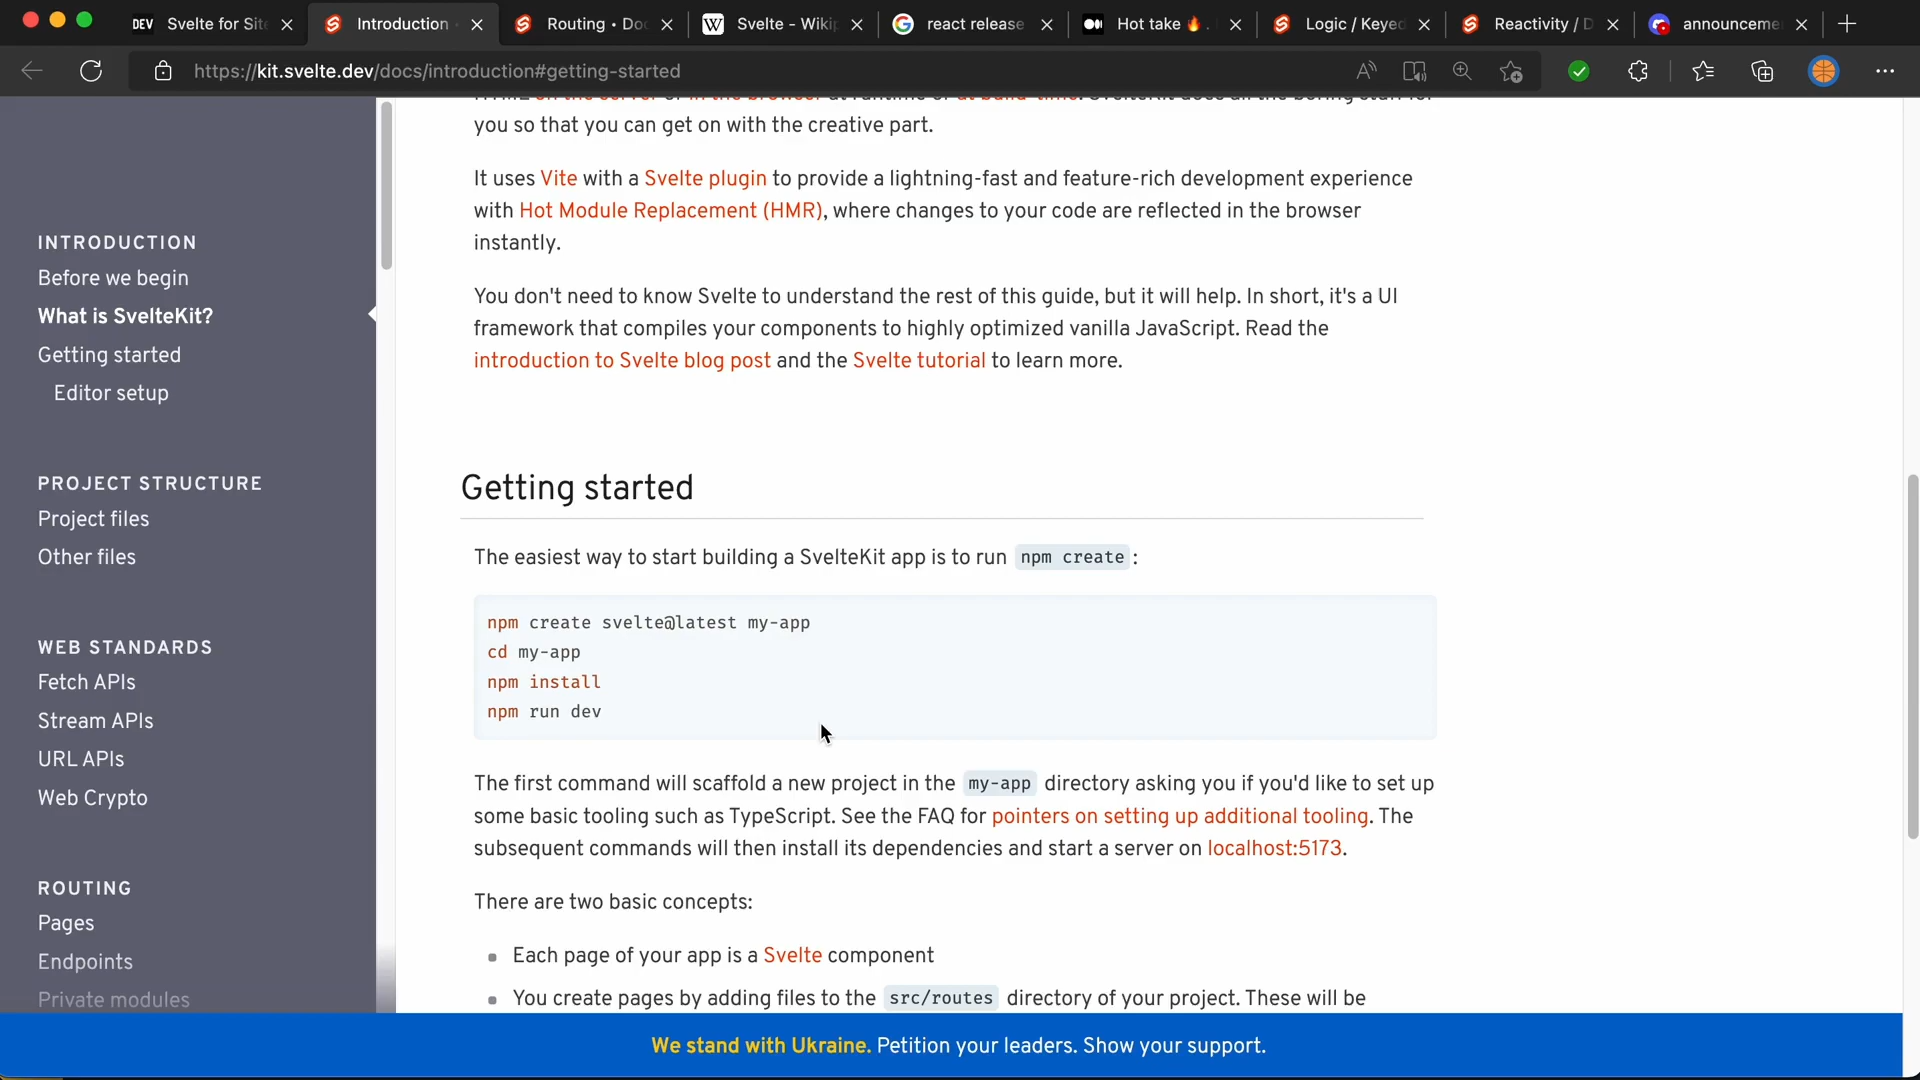 DEV Svelte for Sit
Introduction
Routing • Do
Svelte - Wiki
react release
Hot take 🔥.
Logic / Keyed
Reactivity / D
announceme
https://kit.svelte.dev/docs/introduction#getting-started
you so that you can get on with the creative part.
It uses Vite with a Svelte plugin to provide a lightning-fast and feature-rich development experience
with Hot Module Replacement (HMR), where changes to your code are reflected in the browser
instantly.
You don't need to know Svelte to understand the rest of this guide, but it will help. In short, it's a UI
framework that compiles your components to highly optimized vanilla JavaScript. Read the
introduction to Svelte blog post and the Svelte tutorial to learn more.
Getting started
The easiest way to start building a SvelteKit app is to run npm create :
npm create svelte@latest my-app
cd my-app
npm install
npm run dev
The first command will scaffold a new project in the my-app directory asking you if you'd like to set up
some basic tooling such as TypeScript. See the FAQ for pointers on setting up additional tooling. The
subsequent commands will then install its dependencies and start a server on localhost:5173.
There are two basic concepts:
Each page of your app is a Svelte component
You create pages by adding files to the src/routes directory of your project. These will be
INTRODUCTION
Before we begin
What is SvelteKit?
Getting started
Editor setup
PROJECT STRUCTURE
Project files
Other files
WEB STANDARDS
Fetch APIs
Stream APIs
URL APIs
Web Crypto
ROUTING
Pages
Endpoints
Private modules
We stand with Ukraine. Petition your leaders. Show your support.